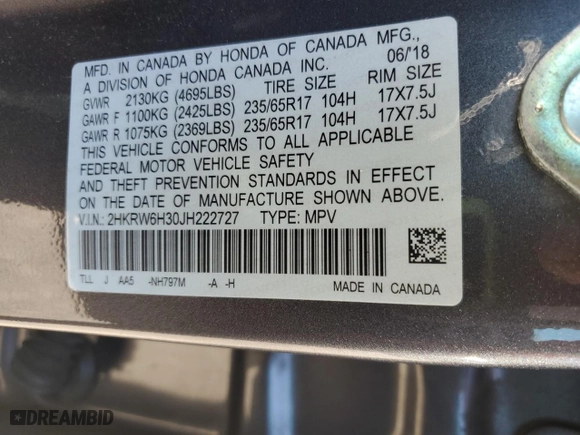 MFD. IN CANADA BY HONDA OF CANADA MFG.,
A DIVISION OF HONDA CANADA INC. 06/'18
GVWR 2130KG (4695LBS) TIRE SIZE RIM SIZE
GAWR F 1100KG (2425LBS) 235/65R17 104H 17X7.5J
GAWR R 1075KG (2369LBS) 235/65R17 104H 17X7.5J
THIS VEHICLE CONFORMS TO ALL APPLICABLE
FEDERAL MOTOR VEHICLE SAFETY
AND THEFT PREVENTION STANDARDS IN EFFECT
ON THE DATE OF MANUFACTURE SHOWN ABOVE.
V.I.N.: 2HKRW6H30JH222727 TYPE: MPV
TLL J AA5 -NH797M -A -H
MADE IN CANADA
DREAMBID